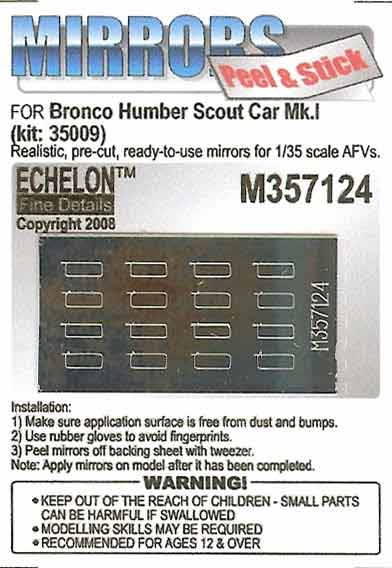 MIRRORS
Peel & Stick
FOR Bronco Humber Scout Car Mk.I
(kit: 35009)
Realistic, pre-cut, ready-to-use mirrors for 1/35 scale AFVs.
ECHELON™ M357124
Fine Details
Copyright 2008
M357124
Installation:
1) Make sure application surface is free from dust and bumps.
2) Use rubber gloves to avoid fingerprints.
3) Peel mirrors off backing sheet with tweezer.
Note: Apply mirrors on model after it has been completed.
WARNING!
• KEEP OUT OF THE REACH OF CHILDREN - SMALL PARTS
CAN BE HARMFUL IF SWALLOWED
• MODELLING SKILLS MAY BE REQUIRED
• RECOMMENDED FOR AGES 12 & OVER